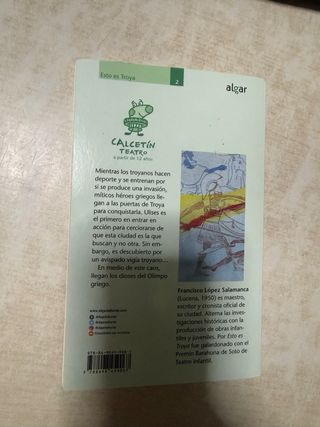 Esto es Troya
2
algar
CALCETÍN
TEATRO
a partir de 12 años
Mientras los troyanos hacen
deporte y se entrenan por
si se produce una invasión,
míticos héroes griegos lle-
gan a las puertas de Troya
para conquistarla. Ulises es
el primero en entrar en
acción para cerciorarse de
que esta ciudad es la que
buscan y no otra. Sin em-
bargo, es descubierto por
un avispado vigía troyano...
En medio de este caos,
llegan los dioses del Olimpo
griego.
Francisco López Salamanca
(Lucena, 1950) es maestro,
escritor y cronista oficial de
su ciudad. Alterna las inves-
tigaciones históricas con la
producción de obras infan-
tiles y juveniles. Por Esto es
Troya fue galardonado con el
Premio Barahona de Soto de
Teatro Infantil.